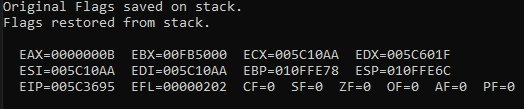 Original Flags saved on stack.
Flags restored from stack.
EAX=0000000B EBX=00FB5000 ECX=005C10AA EDX=005C601F
ESI=005C10AA EDI=005C10AA EBP=010FFE78 ESP=010FFE6C
EIP=005C3695 EFL=00000202 CF=0 SF=0 ZF=0 OF=0 AF=0 PF=0